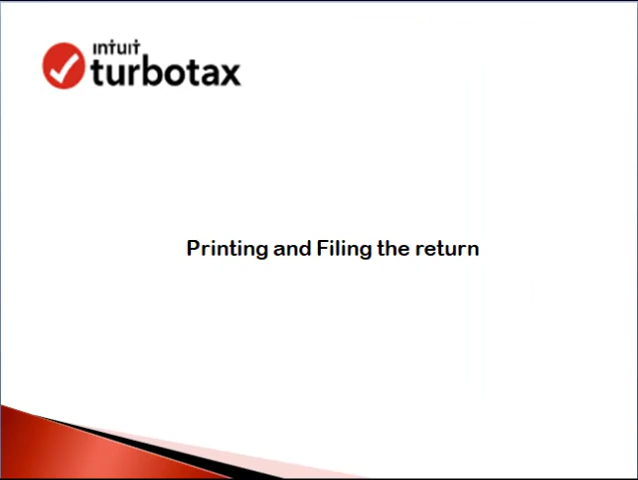 intuit
turbotax
Printing and Filing the return